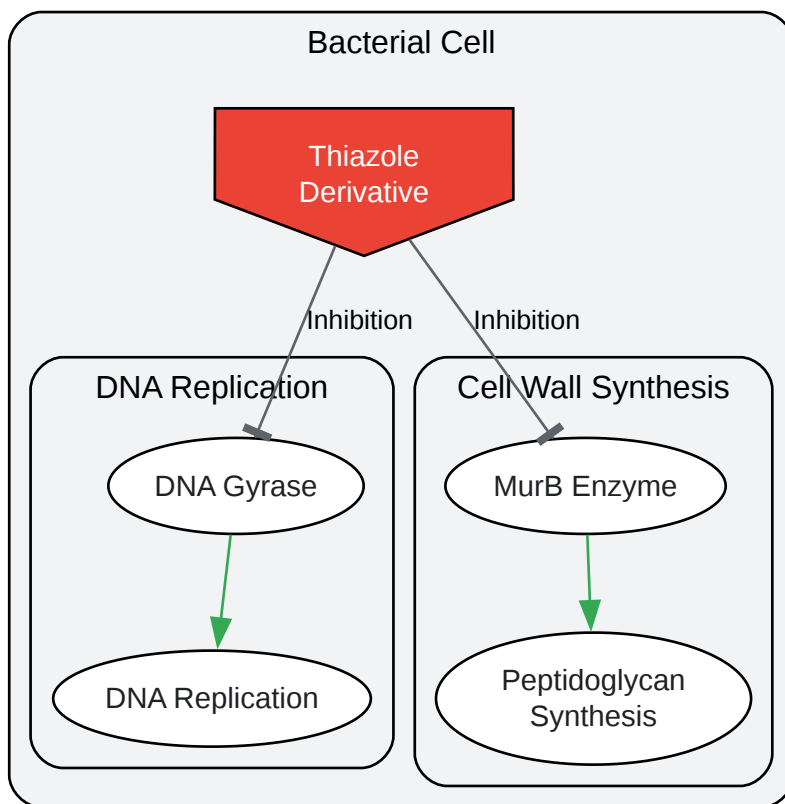 Bacterial Cell
Thiazole
Derivative
Inhibition
Inhibition
DNA Replication
Cell Wall Synthesis
DNA Gyrase
MurB Enzyme
DNA Replication
Peptidoglycan
Synthesis